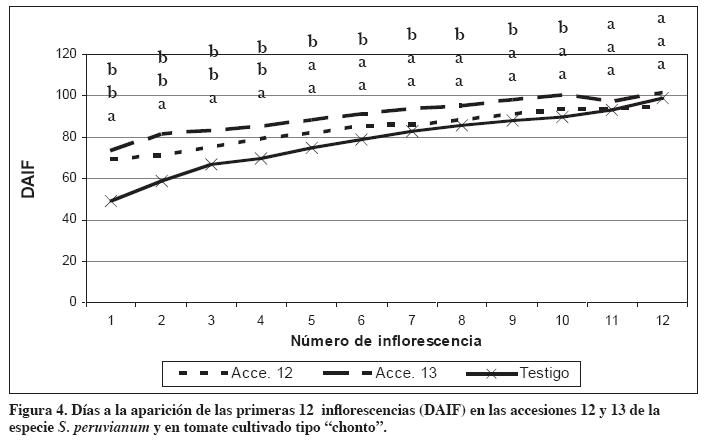 b b b b b b b b b b a a
b b b b a a a a a a a a
a a a a a a a a a a a a
120
100
80
60
40
20
0
DAIF
1 2 3 4 5 6 7 8 9 10 11 12
Número de inflorescencia
Acce. 12 Acce. 13 Testigo
Figura 4. Días a la aparición de las primeras 12 inflorescencias (DAIF) en las accesiones 12 y 13 de la
especie S. peruvianum y en tomate cultivado tipo “chonto”.